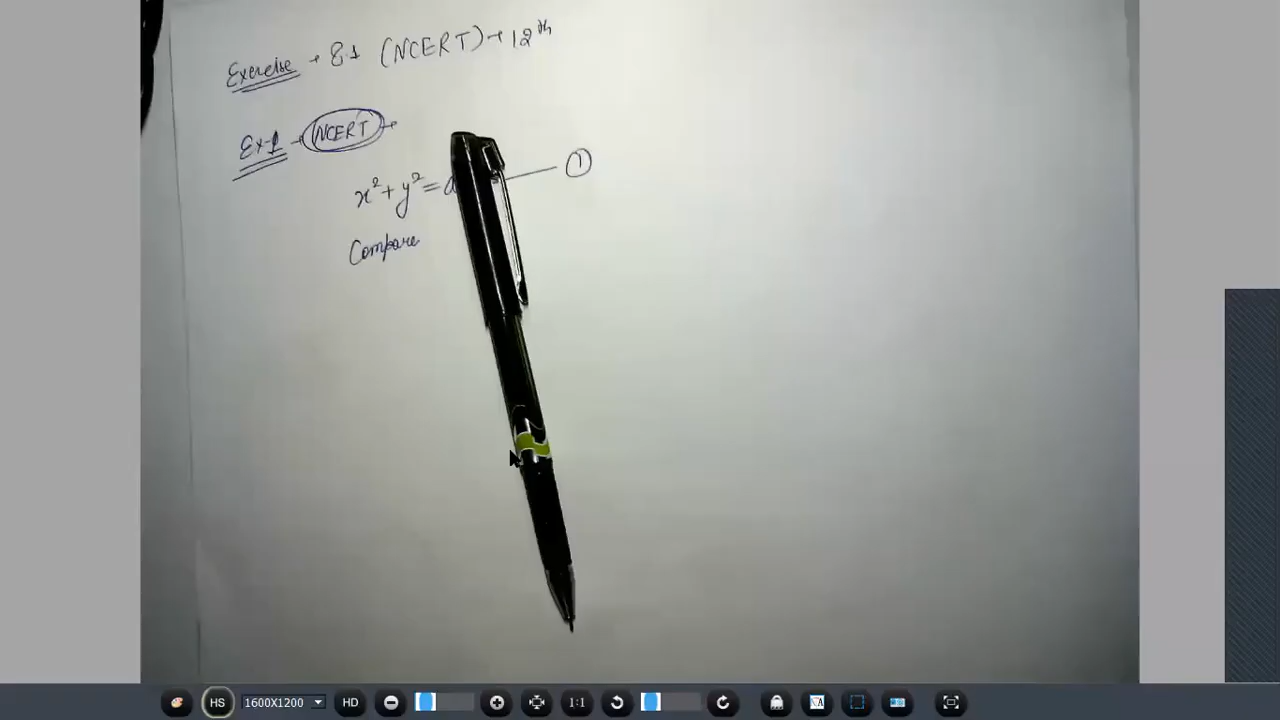 Exercise → 8.1 (NCERT) → 12th
Ex-1 → NCERT →
x² + y² = a — ①
Compare
HS 1600X1200 HD 1:1